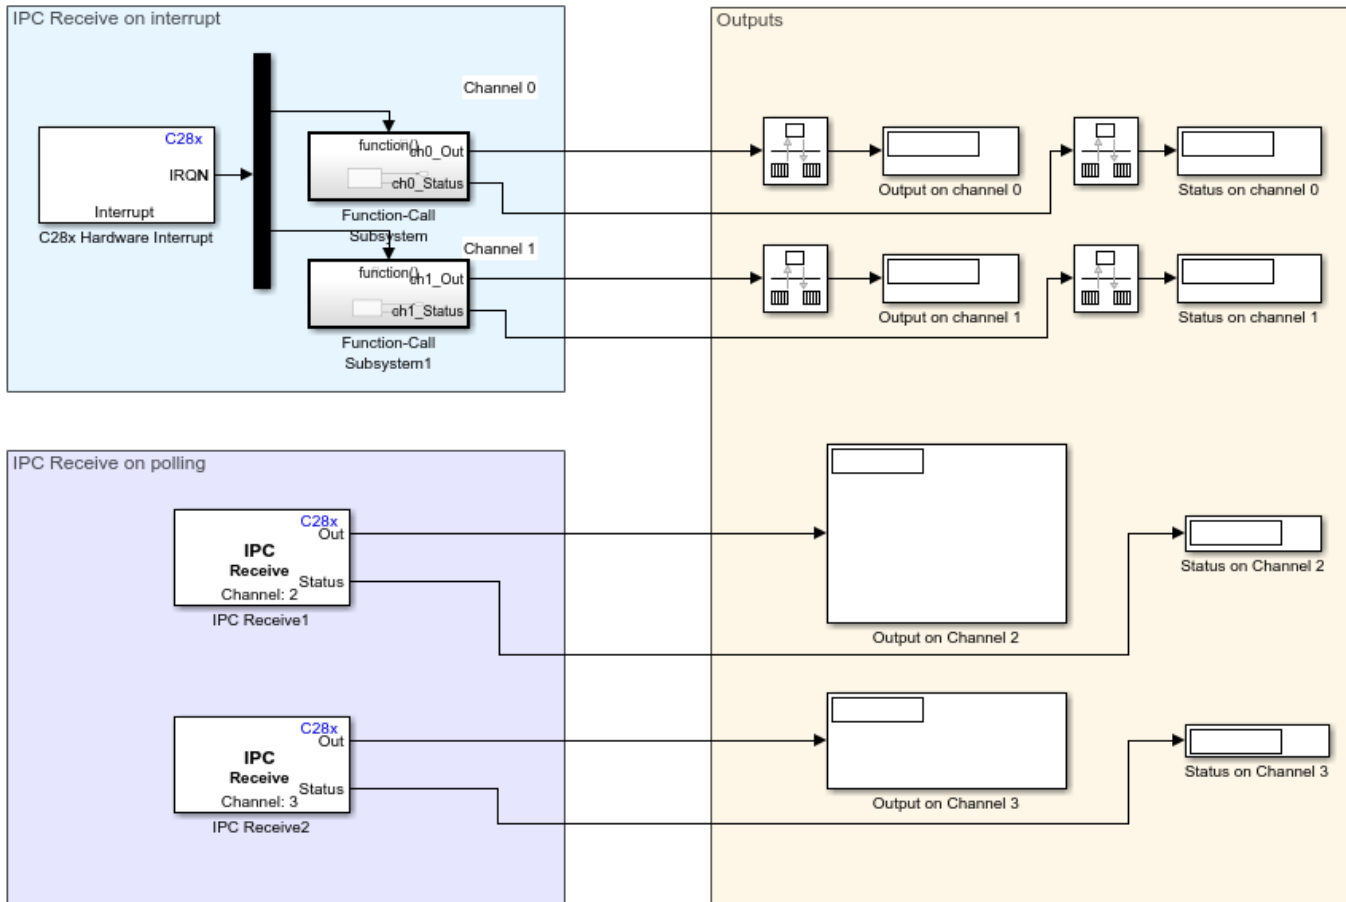 IPC Receive on interrupt
Outputs
Channel 0
C28x
IRQN
Interrupt
C28x Hardware Interrupt
function()
ch0_Out
ch0_Status
Function-Call
Subsystem
Output on channel 0
Status on channel 0
Channel 1
function()
ch1_Out
ch1_Status
Function-Call
Subsystem1
Output on channel 1
Status on channel 1
IPC Receive on polling
C28x
Out
IPC
Receive
Status
Channel: 2
IPC Receive1
Output on Channel 2
Status on Channel 2
C28x
Out
IPC
Receive
Status
Channel: 3
IPC Receive2
Output on Channel 3
Status on Channel 3